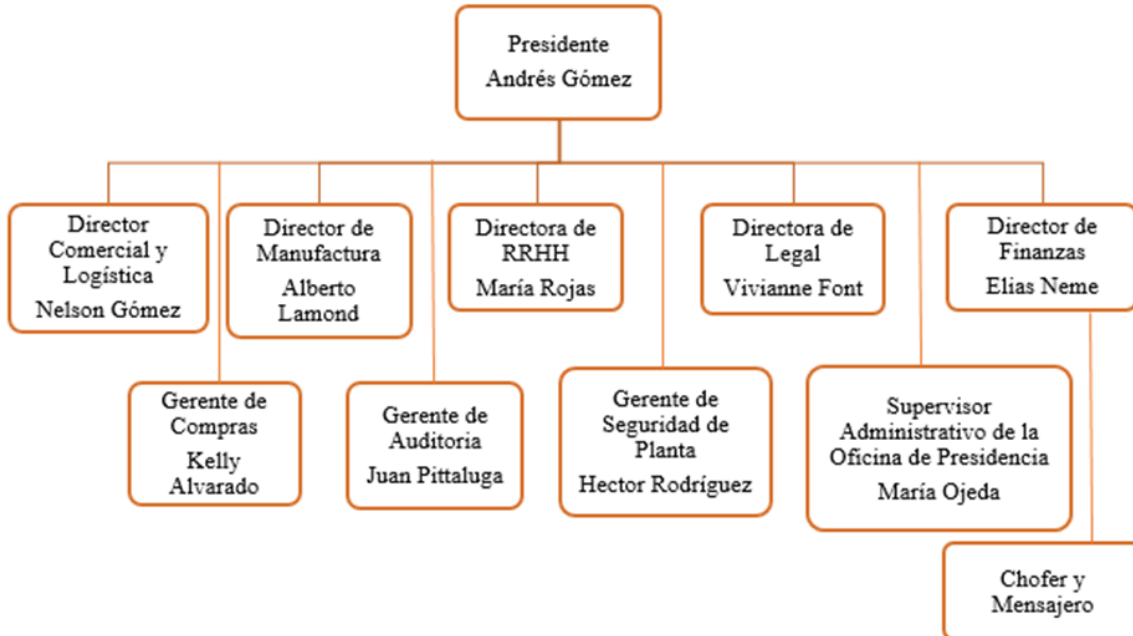 Presidente
Andrés Gómez
Director
Comercial y
Logística
Nelson Gómez
Director de
Manufactura
Alberto
Lamond
Directora de
RRHH
María Rojas
Directora de
Legal
Vivianne Font
Director de
Finanzas
Elias Neme
Gerente de
Compras
Kelly
Alvarado
Gerente de
Auditoria
Juan Pittaluga
Gerente de
Seguridad de
Planta
Hector Rodríguez
Supervisor
Administrativo de la
Oficina de Presidencia
María Ojeda
Chofer y
Mensajero